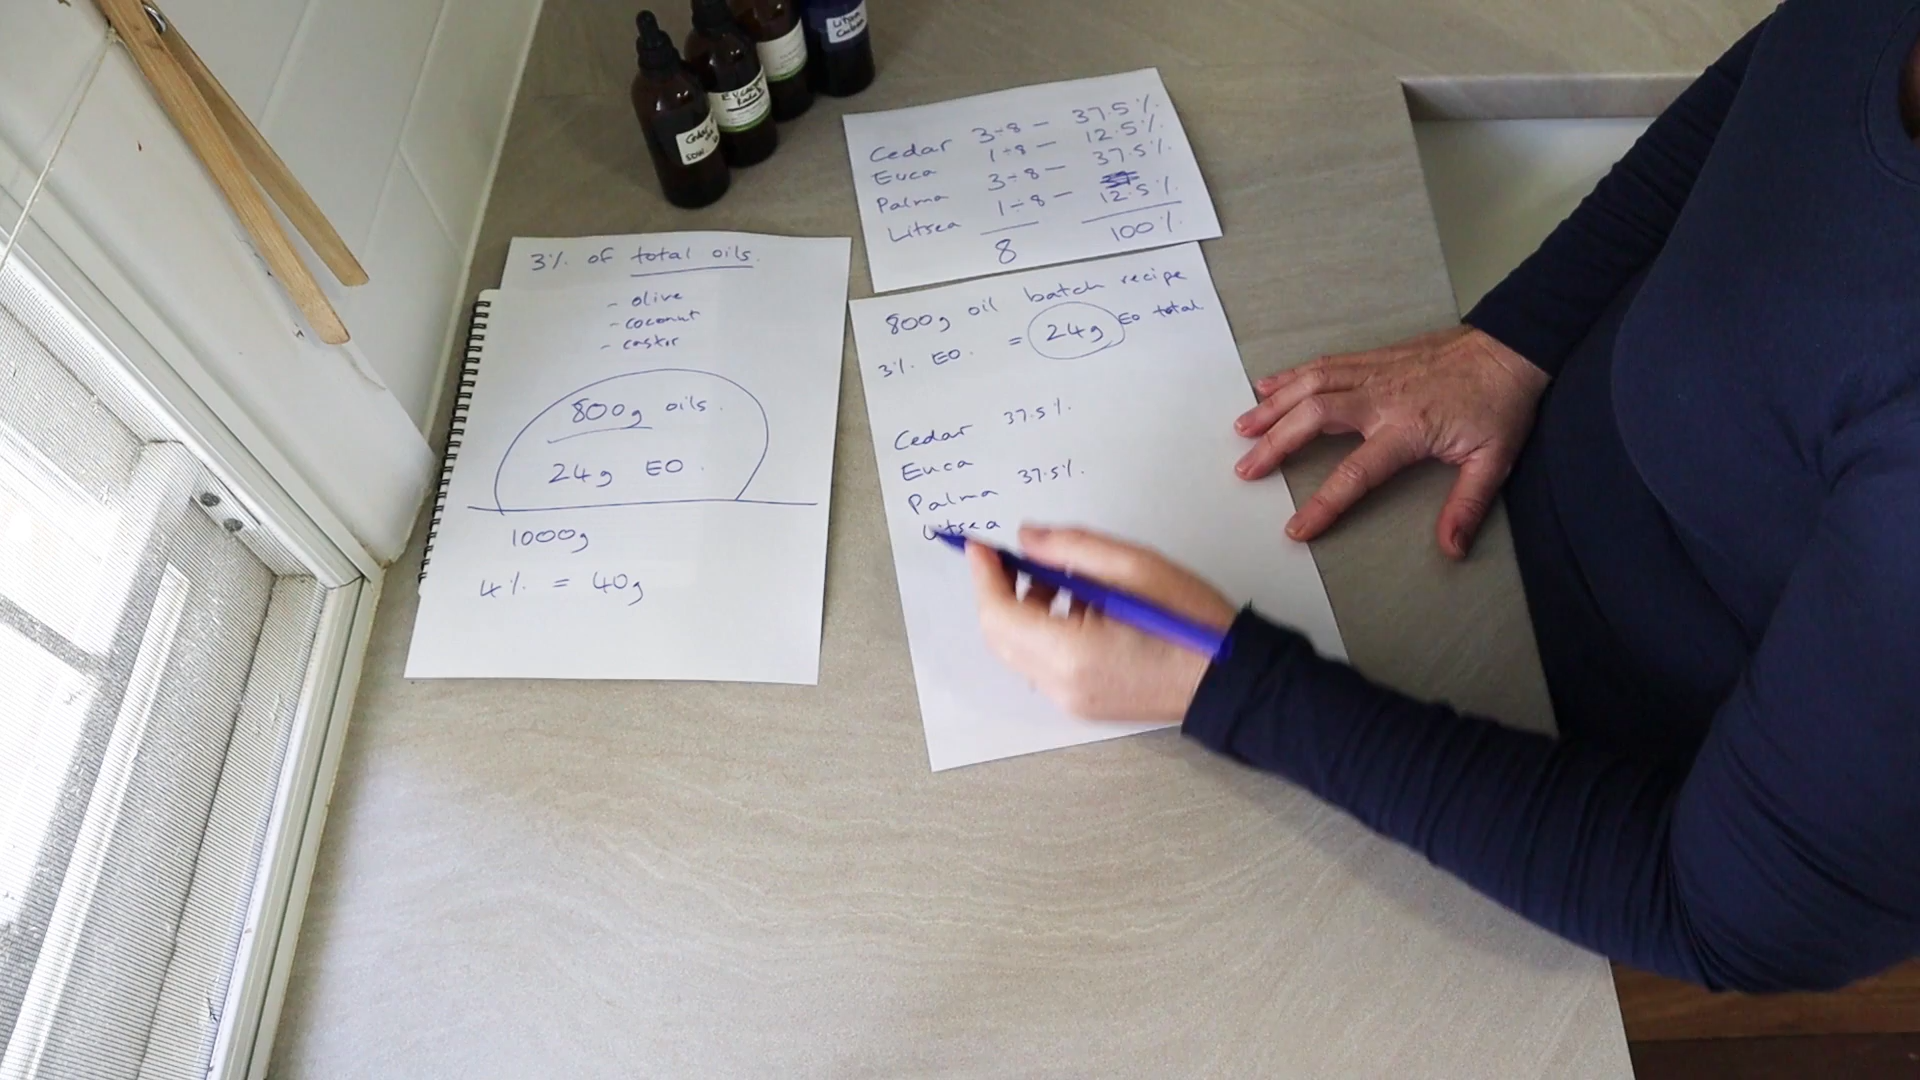 3% of total oils.
- olive
- coconut
- castor
800g oils.
24g EO.
1000g
4% = 40g
Litsea
Cedar 3÷8 - 37.5%
Euca 1÷8 - 12.5%
Palma 3÷8 - 37.5%
Litsea 1÷8 - 12.5%
8 100%
800g oil batch recipe
3% EO. = 24g EO total.
Cedar 37.5%.
Euca
Palma 37.5%.
Litsea